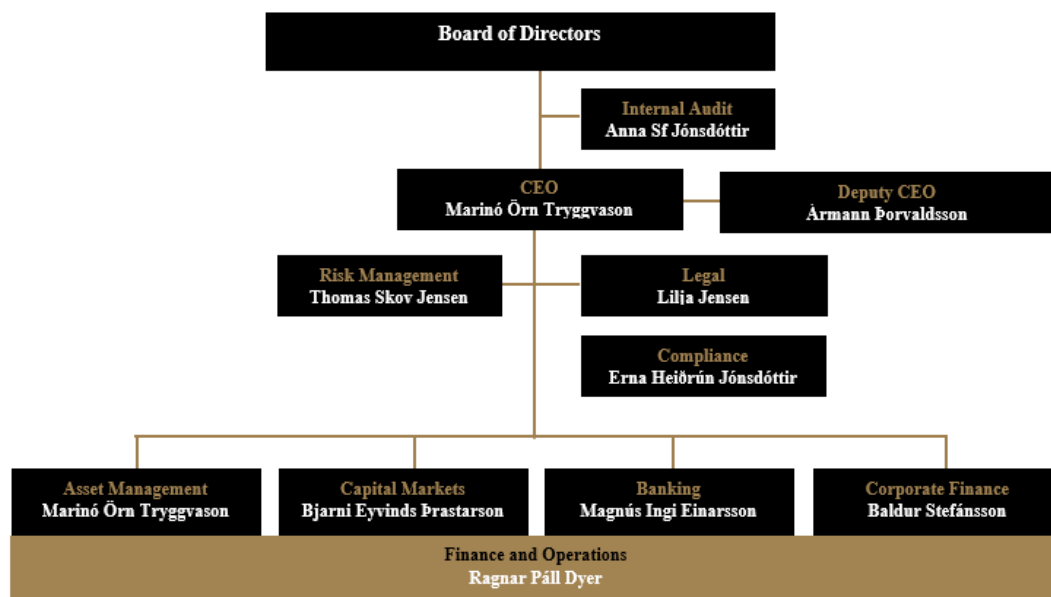 Board of Directors
Internal Audit
Anna Sf Jónsdóttir
CEO
Marinó Örn Tryggvason
Deputy CEO
Àrmann Þorvaldsson
Risk Management
Thomas Skov Jensen
Legal
Lilja Jensen
Compliance
Erna Heiðrún Jónsdóttir
Asset Management
Marinó Örn Tryggvason
Capital Markets
Bjarni Eyvinds Þrastarson
Banking
Magnús Ingi Einarsson
Corporate Finance
Baldur Stefánsson
Finance and Operations
Ragnar Páll Dyer